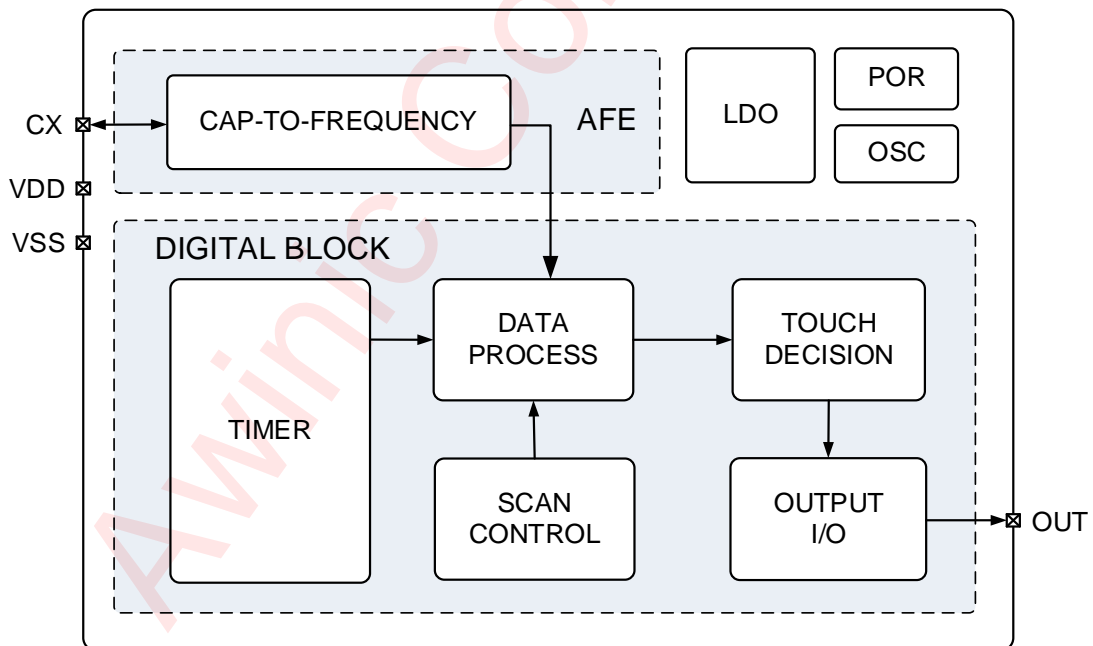 CX
VDD
VSS
CAP-TO-FREQUENCY
AFE
LDO
POR
OSC
DIGITAL BLOCK
TIMER
DATA
PROCESS
TOUCH
DECISION
SCAN
CONTROL
OUTPUT
I/O
OUT
Awinic Co